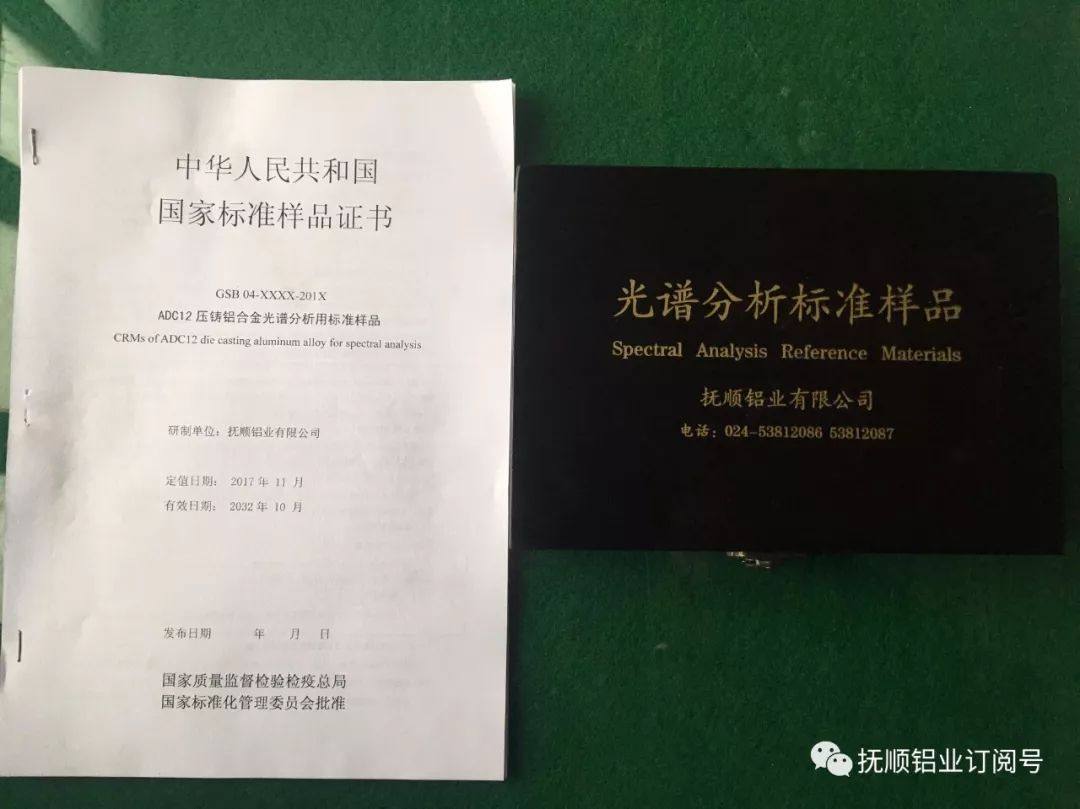 中华人民共和国
国家标准样品证书
GSB 04-XXXX-201X
ADC12 压铸铝合金光谱分析用标准样品
CRMs of ADC12 die casting aluminum alloy for spectral analysis
研制单位：抚顺铝业有限公司
定值日期： 2017 年 11 月
有效日期： 2032 年 10 月
发布日期 年 月 日
国家质量监督检验检疫总局
国家标准化管理委员会批准
光谱分析标准样品
Spectral Analysis Reference Materials
抚顺铝业有限公司
电话：024-53812086 53812087
抚顺铝业订阅号